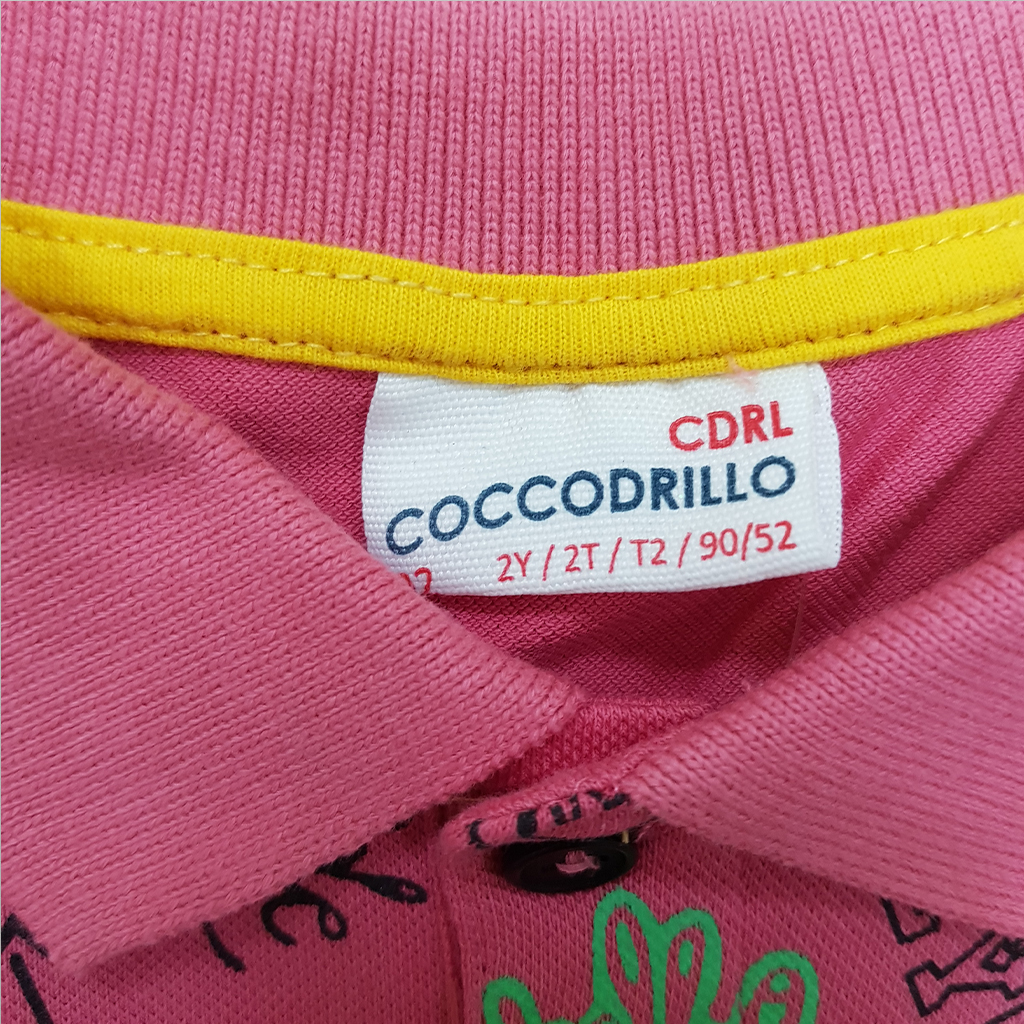 CDRL
COCCODRILLO
2Y / 2T / T2 / 90/52